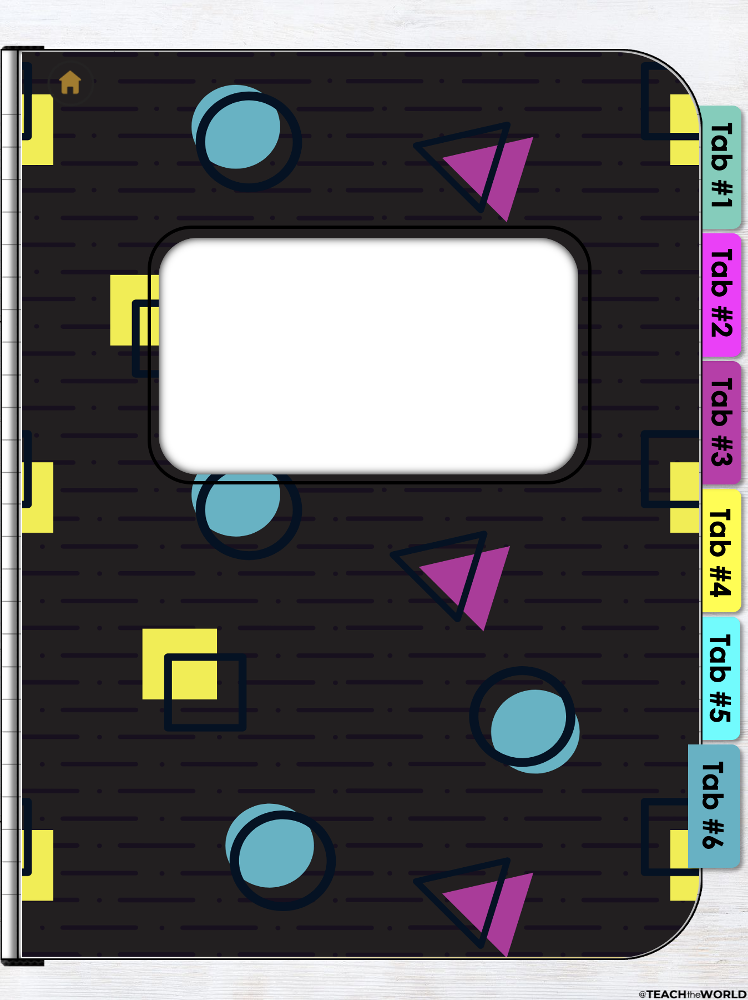 Tab #1
Tab #2
Tab #3
Tab #4
Tab #5
Tab #6
@TEACHtheWORLD